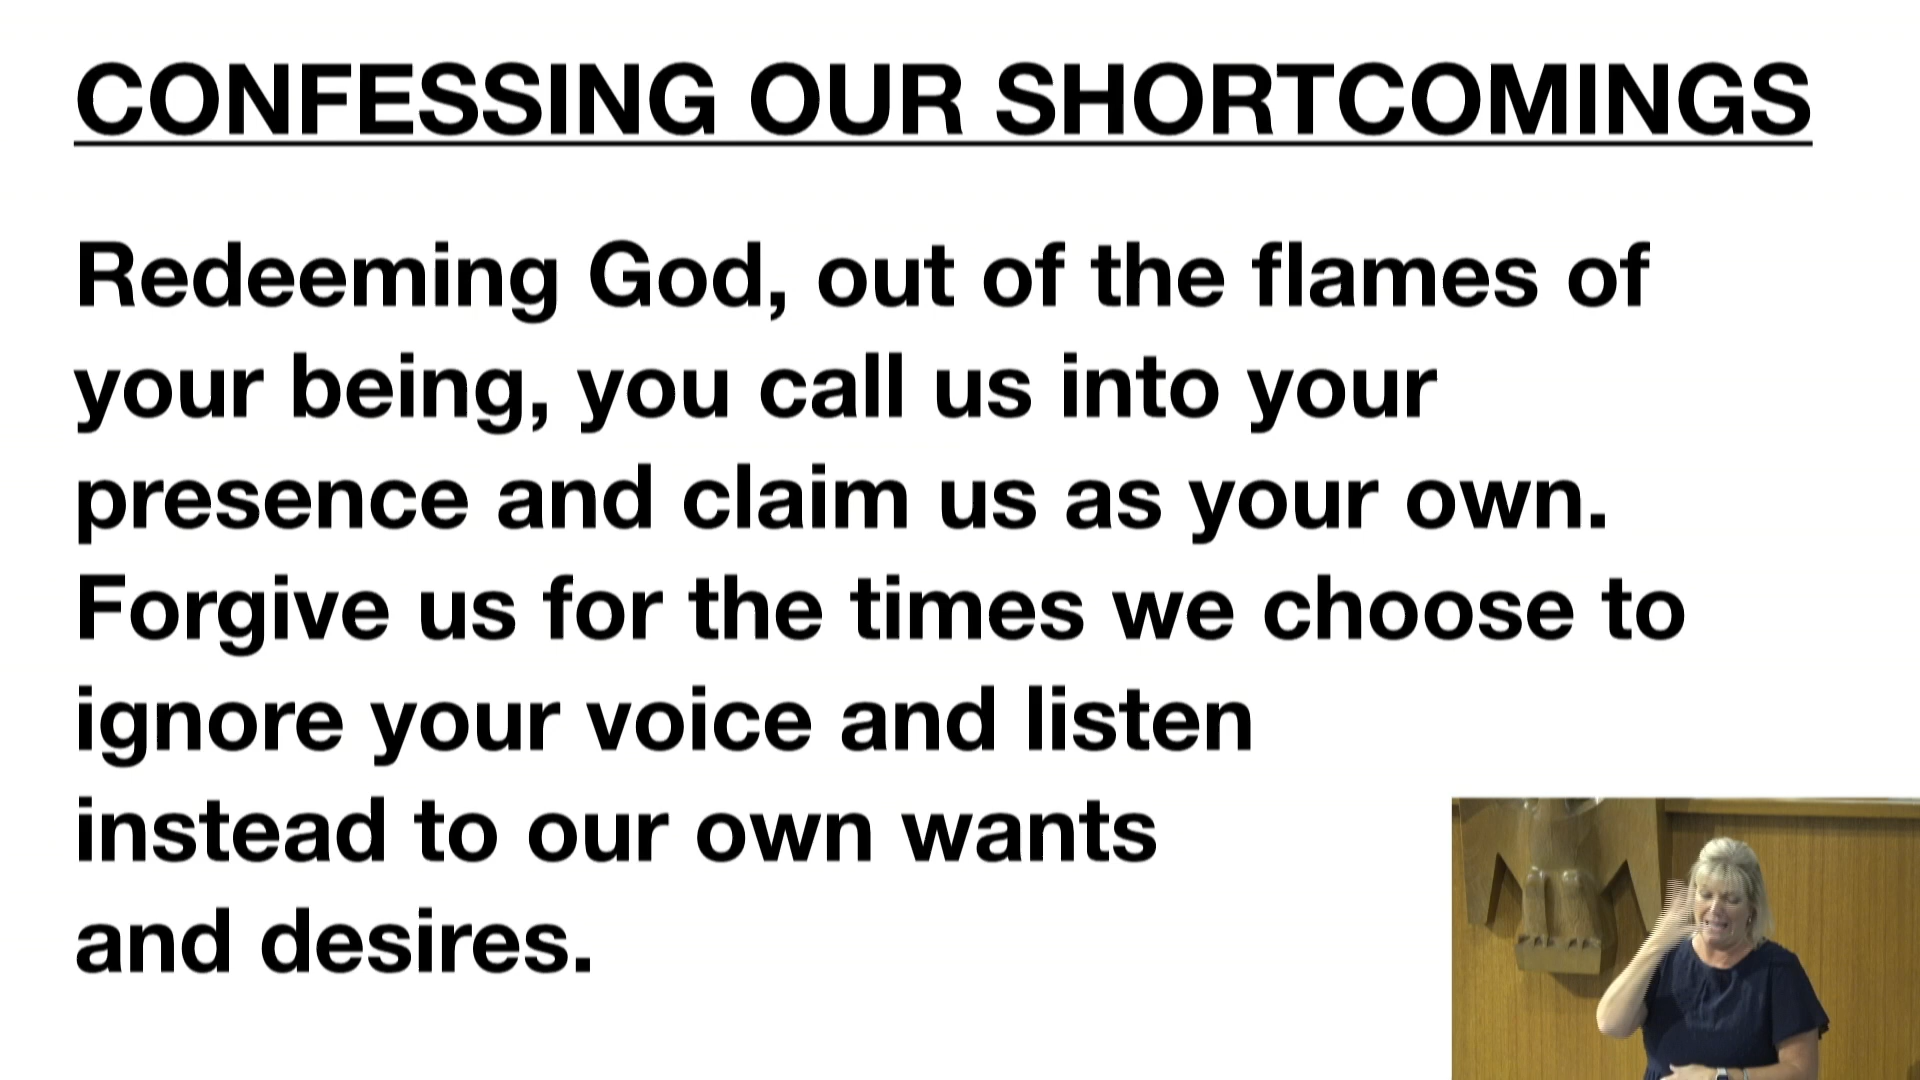 CONFESSING OUR SHORTCOMINGS
Redeeming God, out of the flames of
your being, you call us into your
presence and claim us as your own.
Forgive us for the times we choose to
ignore your voice and listen
instead to our own wants
and desires.